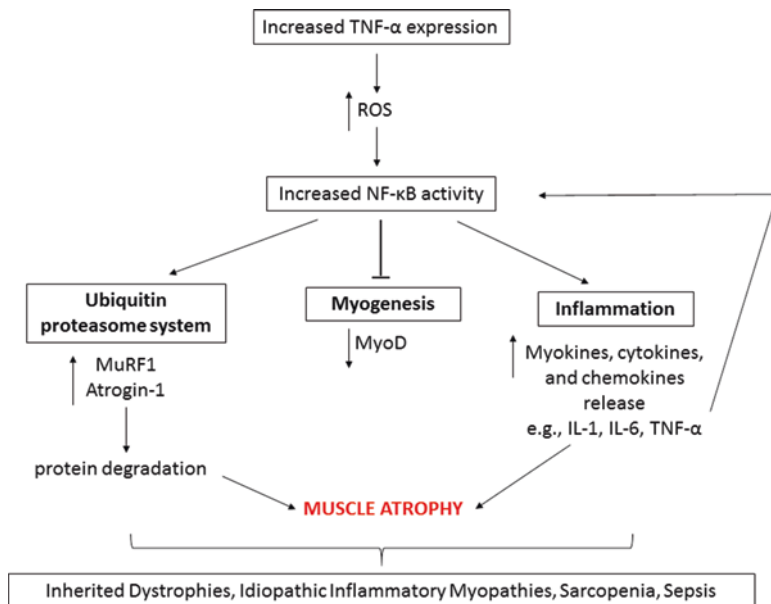 Increased TNF-α expression
ROS
Increased NF-κB activity
Ubiquitin
proteasome system
MuRF1
Atrogin-1
protein degradation
Myogenesis
MyoD
Inflammation
Myokines, cytokines,
and chemokines
release
e.g., IL-1, IL-6, TNF-α
MUSCLE ATROPHY
Inherited Dystrophies, Idiopathic Inflammatory Myopathies, Sarcopenia, Sepsis